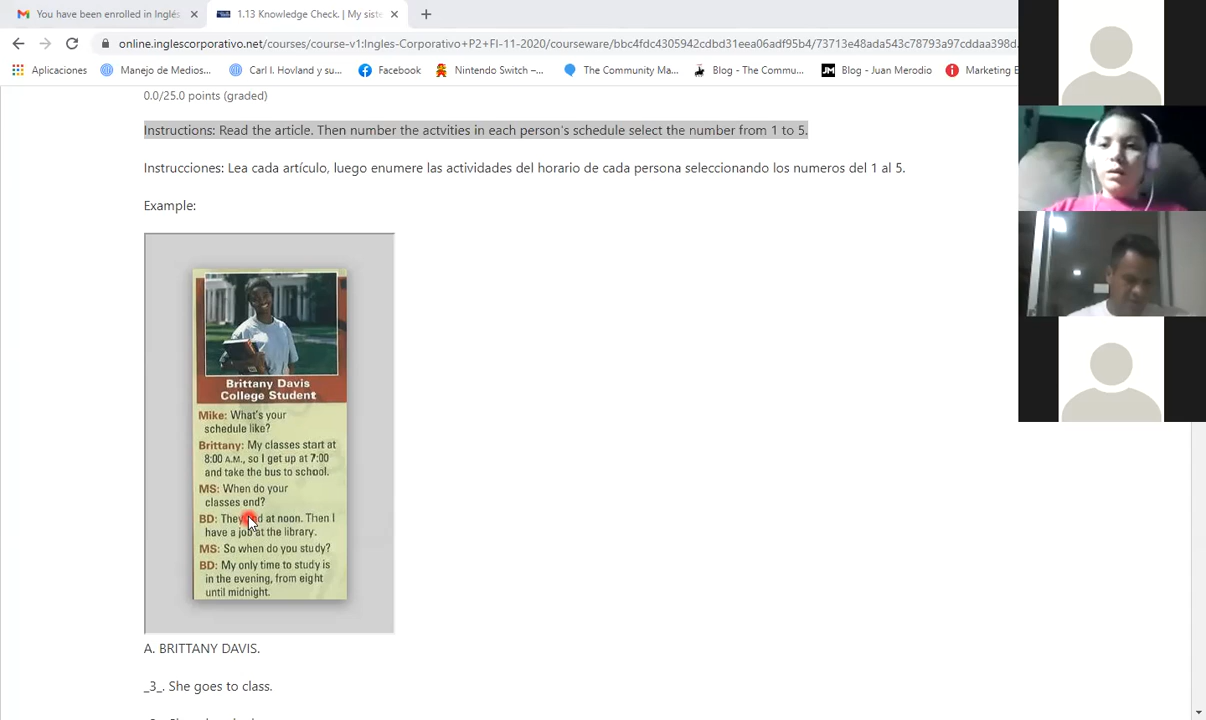 You have been enrolled in Inglés
1.13 Knowledge Check. | My siste
online.inglescorporativo.net/courses/course-v1:Ingles-Corporativo+P2+FI-11-2020/courseware/bbc4fdc4305942cdbd31eea06adf95b4/73713e48ada543c78793a97cddaa398d
Aplicaciones
Manejo de Medios...
Carl I. Hovland y su...
Facebook
Nintendo Switch –...
The Community Ma...
Blog - The Commu...
JM Blog - Juan Merodio
Marketing E
0.0/25.0 points (graded)
Instructions: Read the article. Then number the actvities in each person's schedule select the number from 1 to 5.
Instrucciones: Lea cada artículo, luego enumere las actividades del horario de cada persona seleccionando los numeros del 1 al 5.
Example:
Brittany Davis
College Student
Mike: What's your
schedule like?
Brittany: My classes start at
8:00 A.M., so I get up at 7:00
and take the bus to school.
MS: When do your
classes end?
BD: They end at noon. Then I
have a job at the library.
MS: So when do you study?
BD: My only time to study is
in the evening, from eight
until midnight.
A. BRITTANY DAVIS.
_3_. She goes to class.